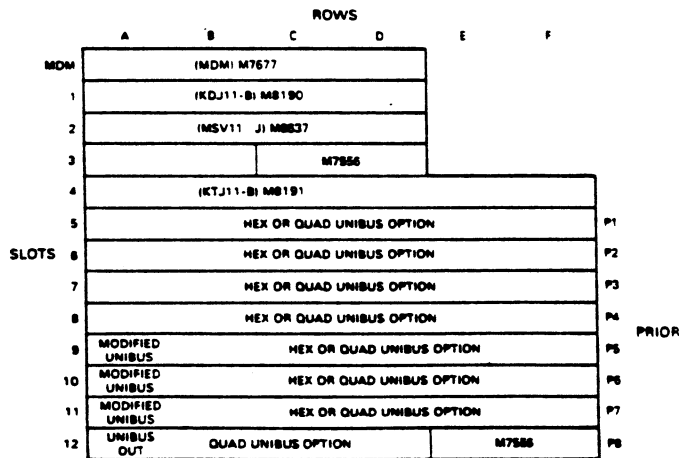 ROWS
A B C D E F
MDM (MDM) M7677
1 (KDJ11-B) M8190
2 (MSV11 J) M8637
3 M7556
4 (KTJ11-B) M8191
5 HEX OR QUAD UNIBUS OPTION P1
SLOTS 6 HEX OR QUAD UNIBUS OPTION P2
7 HEX OR QUAD UNIBUS OPTION P3
8 HEX OR QUAD UNIBUS OPTION P4
PRIOR
9 MODIFIED UNIBUS HEX OR QUAD UNIBUS OPTION P5
10 MODIFIED UNIBUS HEX OR QUAD UNIBUS OPTION P6
11 MODIFIED UNIBUS HEX OR QUAD UNIBUS OPTION P7
12 UNIBUS OUT QUAD UNIBUS OPTION M7556 P8